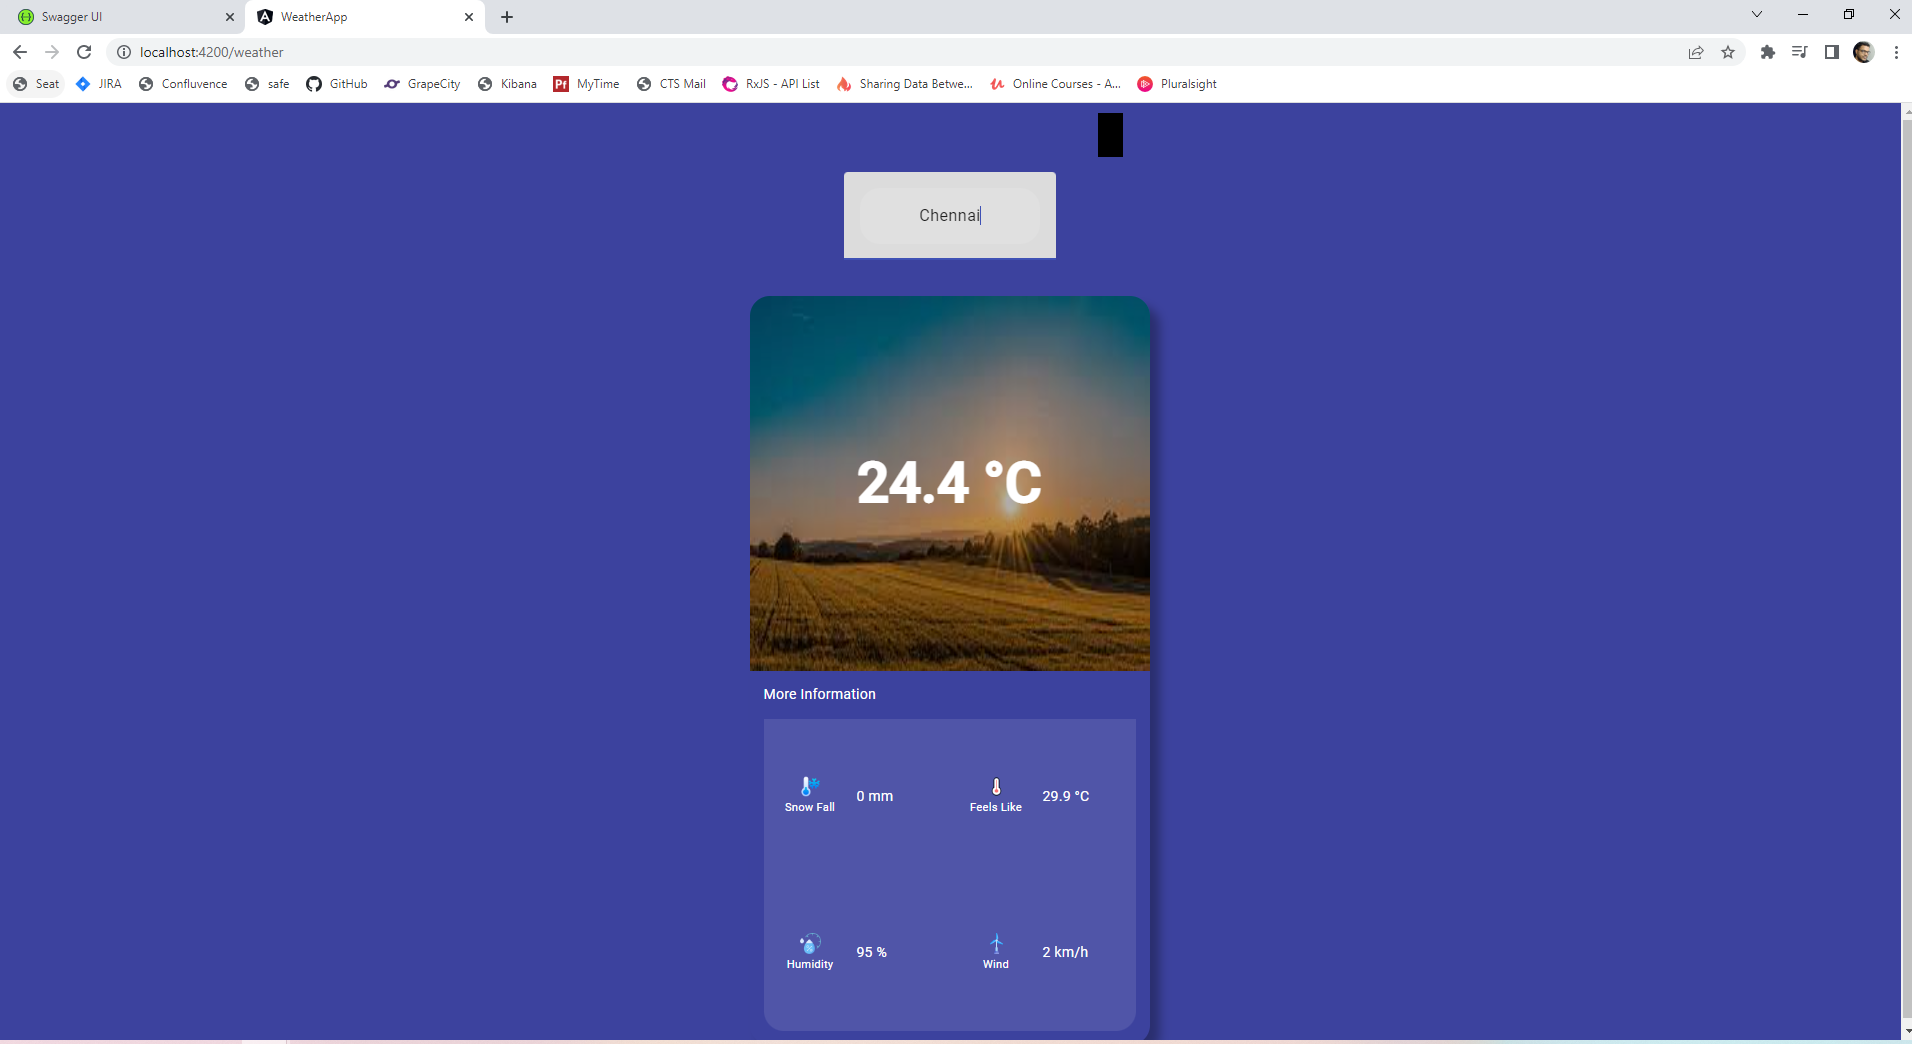 Swagger UI
WeatherApp
localhost:4200/weather
Seat JIRA Confluvence safe GitHub GrapeCity Kibana Pf MyTime CTS Mail RxJS - API List Sharing Data Betwe... Online Courses - A... Pluralsight
Chennai
24.4 °C
More Information
Snow Fall 0 mm Feels Like 29.9 °C
Humidity 95 % Wind 2 km/h